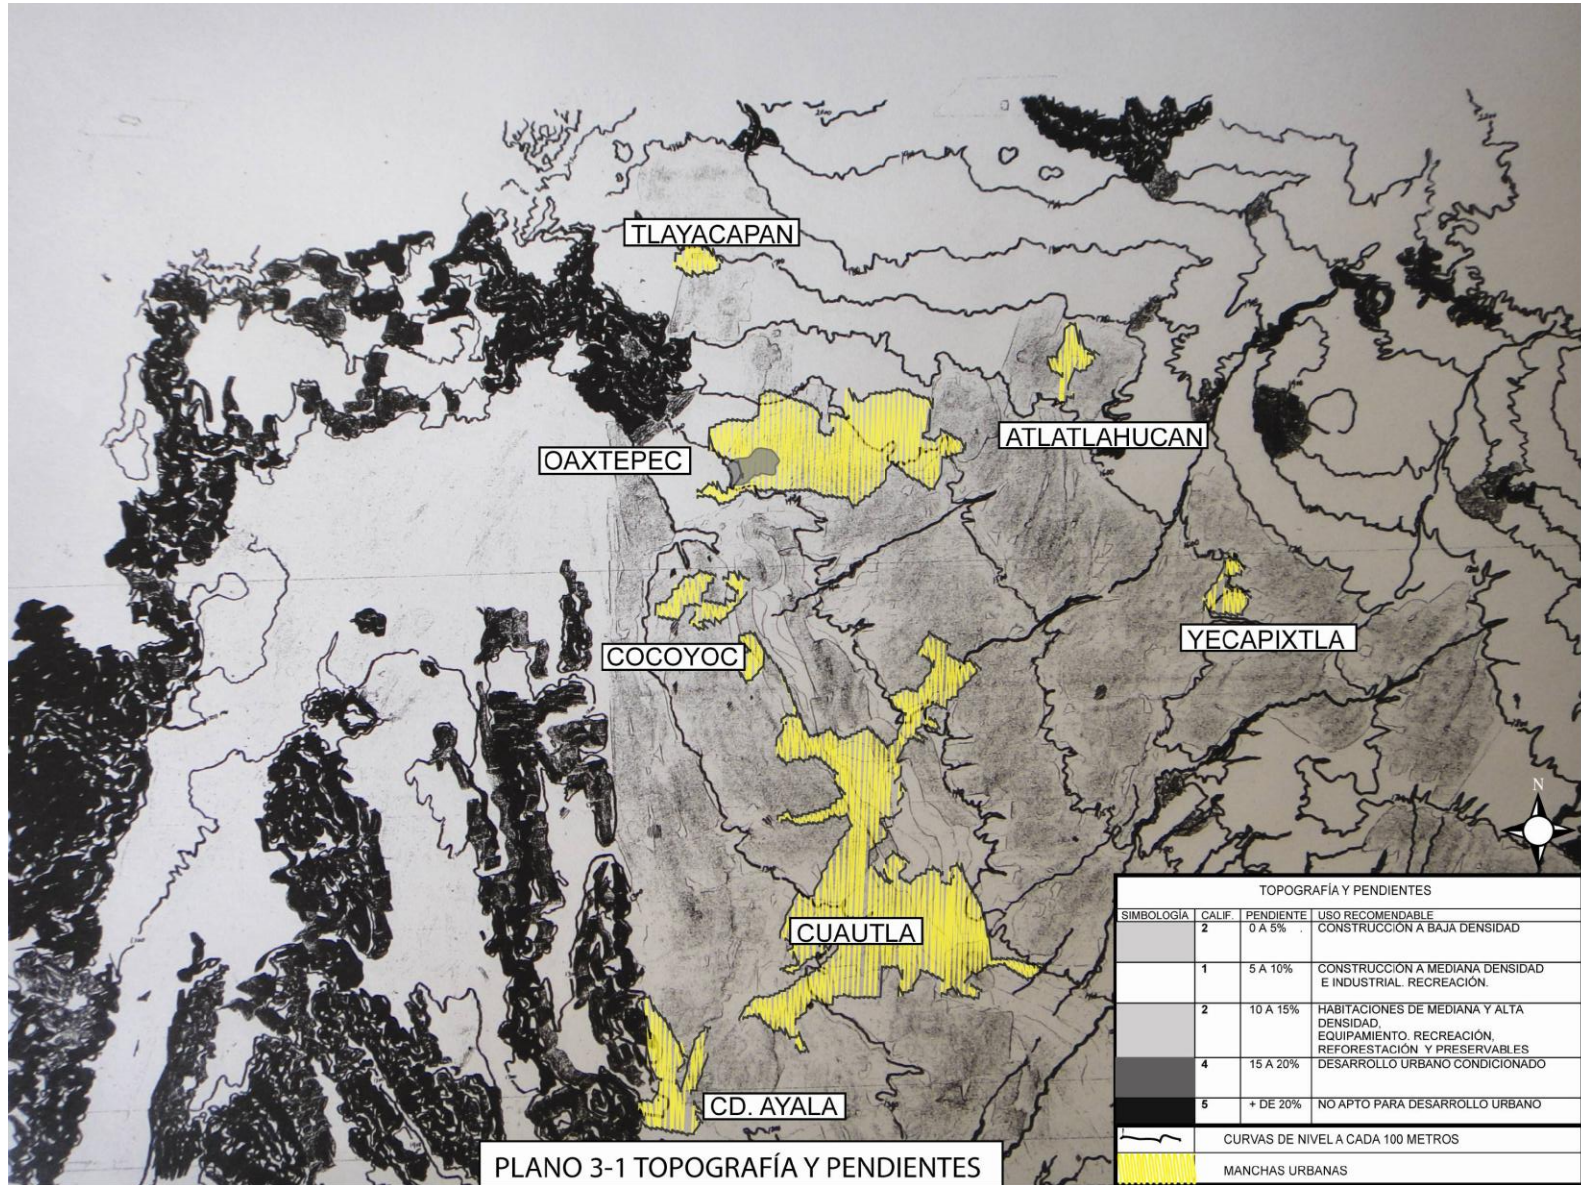 TLAYACAPAN
ATLATLAHUCAN
OAXTEPEC
YECAPIXTLA
COCOYOC
N
CUAUTLA
CD. AYALA
PLANO 3-1 TOPOGRAFÍA Y PENDIENTES
TOPOGRAFÍA Y PENDIENTES
SIMBOLOGÍA CALIF. PENDIENTE USO RECOMENDABLE
2 0 A 5% . CONSTRUCCIÓN A BAJA DENSIDAD
1 5 A 10% CONSTRUCCIÓN A MEDIANA DENSIDAD
E INDUSTRIAL. RECREACIÓN.
2 10 A 15% HABITACIONES DE MEDIANA Y ALTA
DENSIDAD,
EQUIPAMIENTO. RECREACIÓN,
REFORESTACIÓN Y PRESERVABLES
4 15 A 20% DESARROLLO URBANO CONDICIONADO
5 + DE 20% NO APTO PARA DESARROLLO URBANO
CURVAS DE NIVEL A CADA 100 METROS
MANCHAS URBANAS